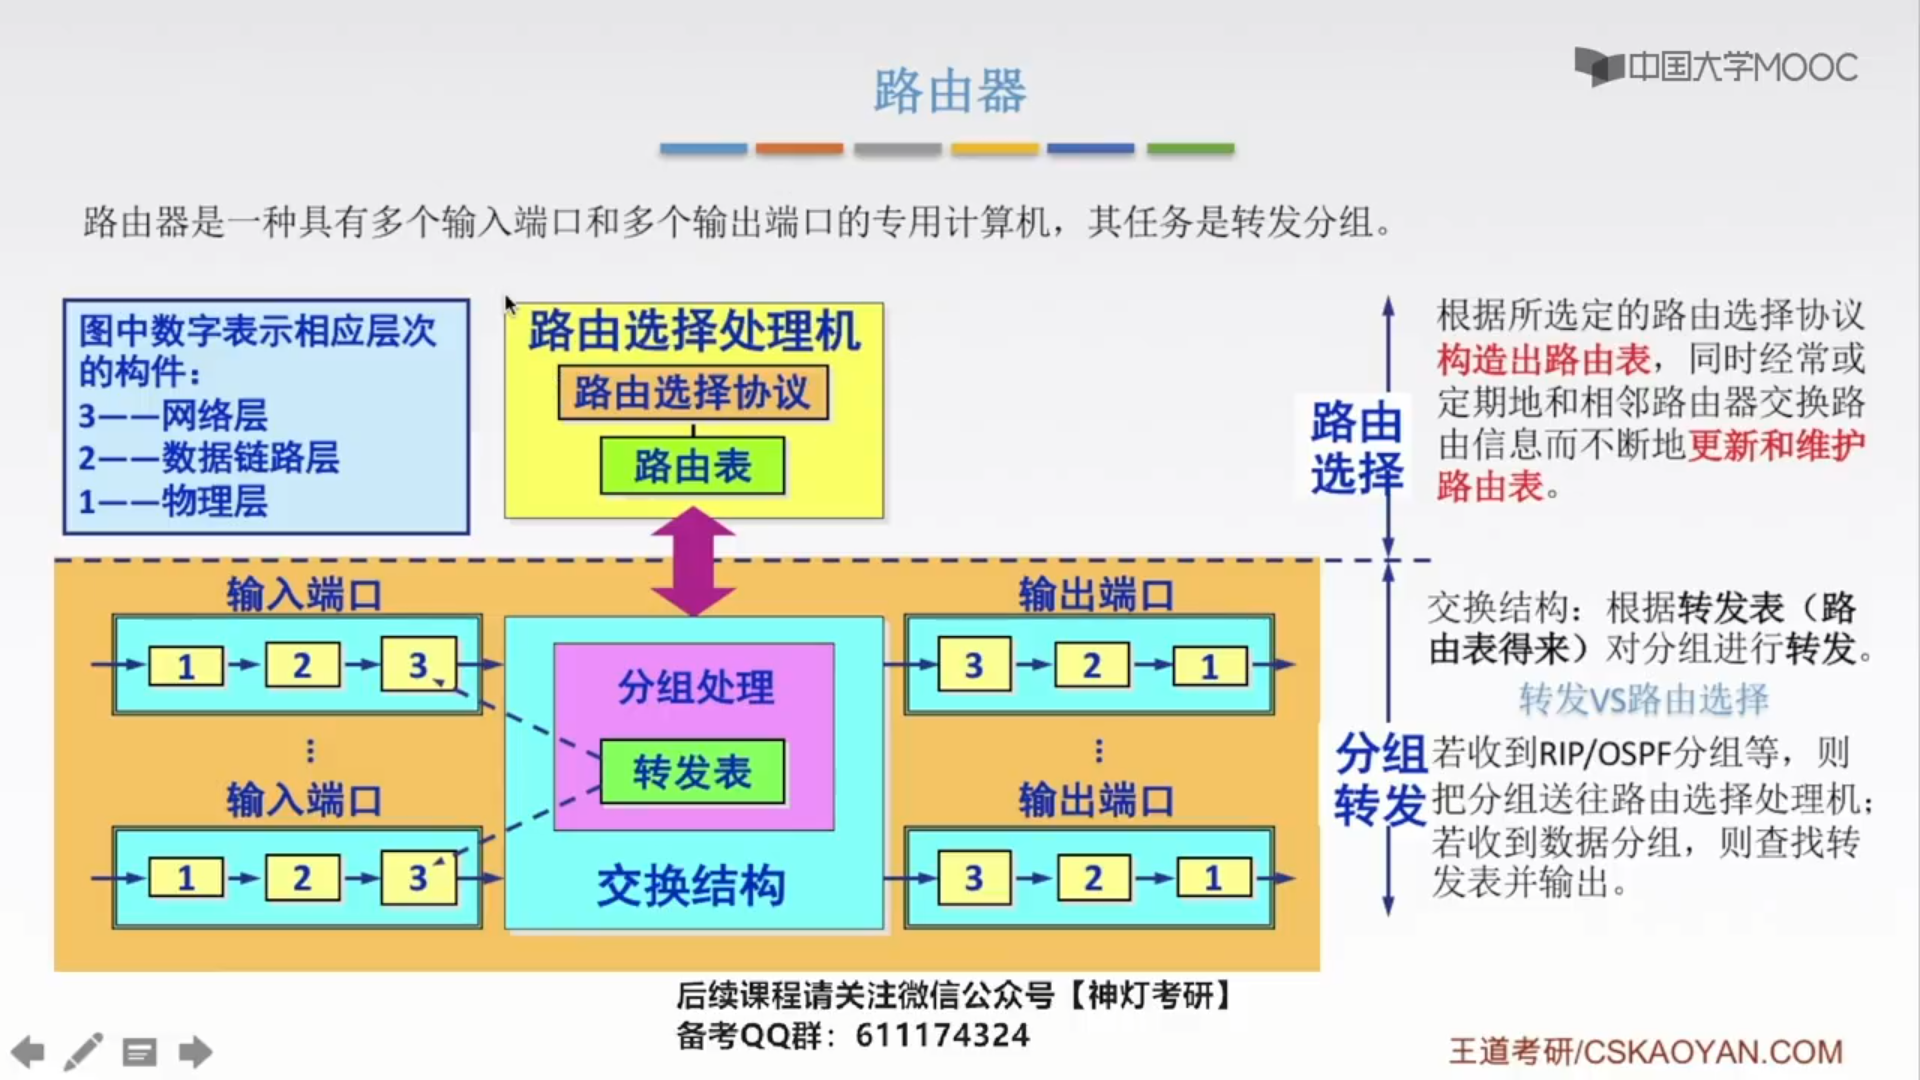 中国大学MOOC
路由器
路由器是一种具有多个输入端口和多个输出端口的专用计算机，其任务是转发分组。
图中数字表示相应层次
的构件：
3——网络层
2——数据链路层
1——物理层
路由选择处理机
路由选择协议
路由表
路由
选择
根据所选定的路由选择协议
构造出路由表，同时经常或
定期地和相邻路由器交换路
由信息而不断地更新和维护
路由表。
输入端口
1 2 3
⋮
输入端口
1 2 3
分组处理
转发表
交换结构
输出端口
3 2 1
⋮
输出端口
3 2 1
分组
转发
交换结构：根据转发表（路
由表得来）对分组进行转发。
转发VS路由选择
若收到RIP/OSPF分组等，则
把分组送往路由选择处理机；
若收到数据分组，则查找转
发表并输出。
后续课程请关注微信公众号【神灯考研】
备考QQ群：611174324
王道考研/CSKAOYAN.COM